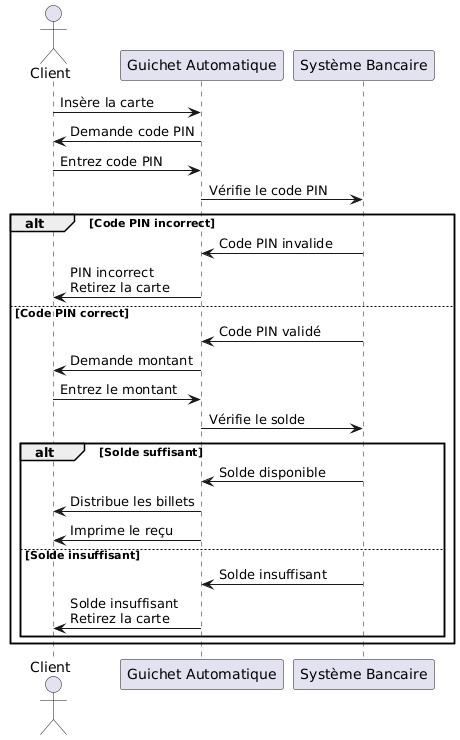 Client
Guichet Automatique
Système Bancaire
Insère la carte
Demande code PIN
Entrez code PIN
Vérifie le code PIN
alt
[Code PIN incorrect]
Code PIN invalide
PIN incorrect
Retirez la carte
[Code PIN correct]
Code PIN validé
Demande montant
Entrez le montant
Vérifie le solde
alt
[Solde suffisant]
Solde disponible
Distribue les billets
Imprime le reçu
[Solde insuffisant]
Solde insuffisant
Solde insuffisant
Retirez la carte
Client
Guichet Automatique
Système Bancaire